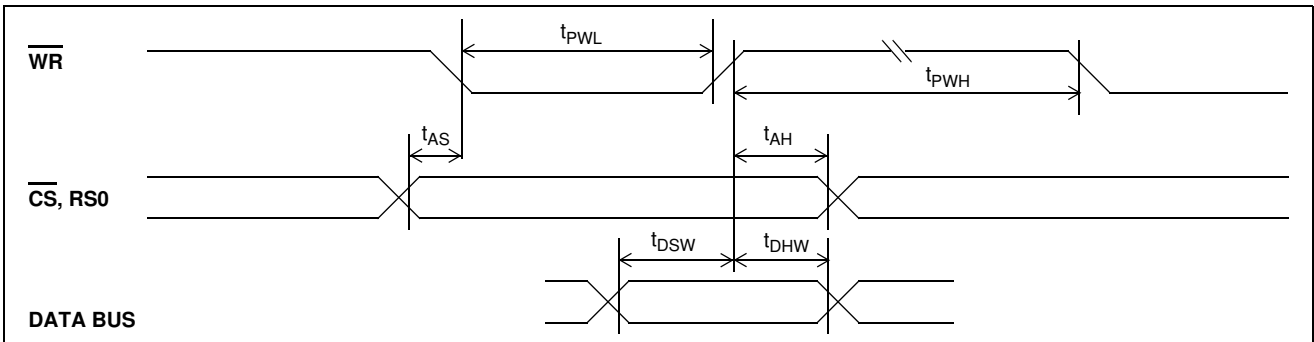 WR
tPWL
tPWH
tAS
tAH
CS, RS0
tDSW
tDHW
DATA BUS